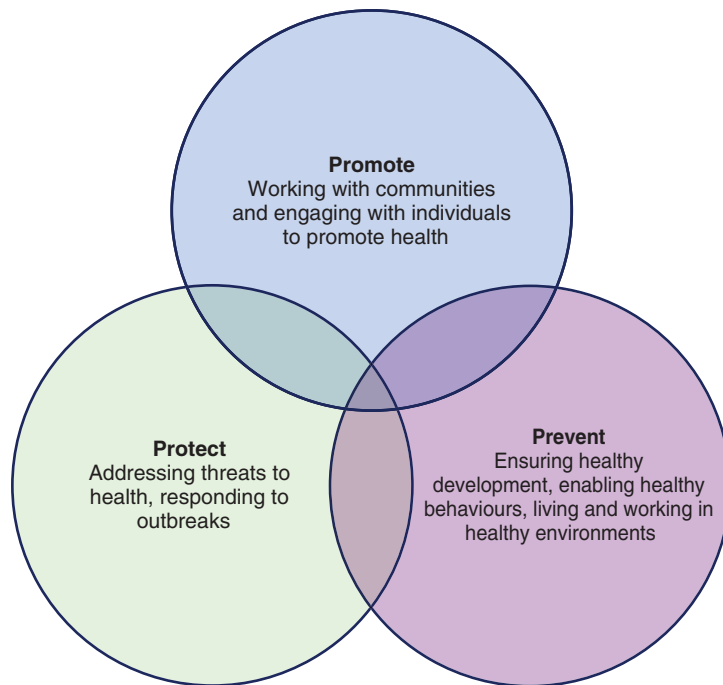 Promote
Working with communities
and engaging with individuals
to promote health
Protect
Addressing threats to
health, responding to
outbreaks
Prevent
Ensuring healthy
development, enabling healthy
behaviours, living and working in
healthy environments